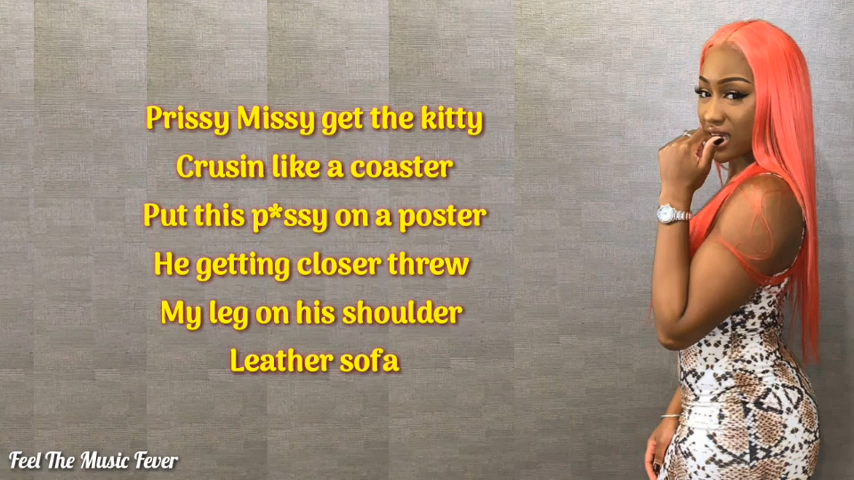 Prissy Missy get the kitty
Crusin like a coaster
Put this p*ssy on a poster
He getting closer threw
My leg on his shoulder
Leather sofa
Feel The Music Fever